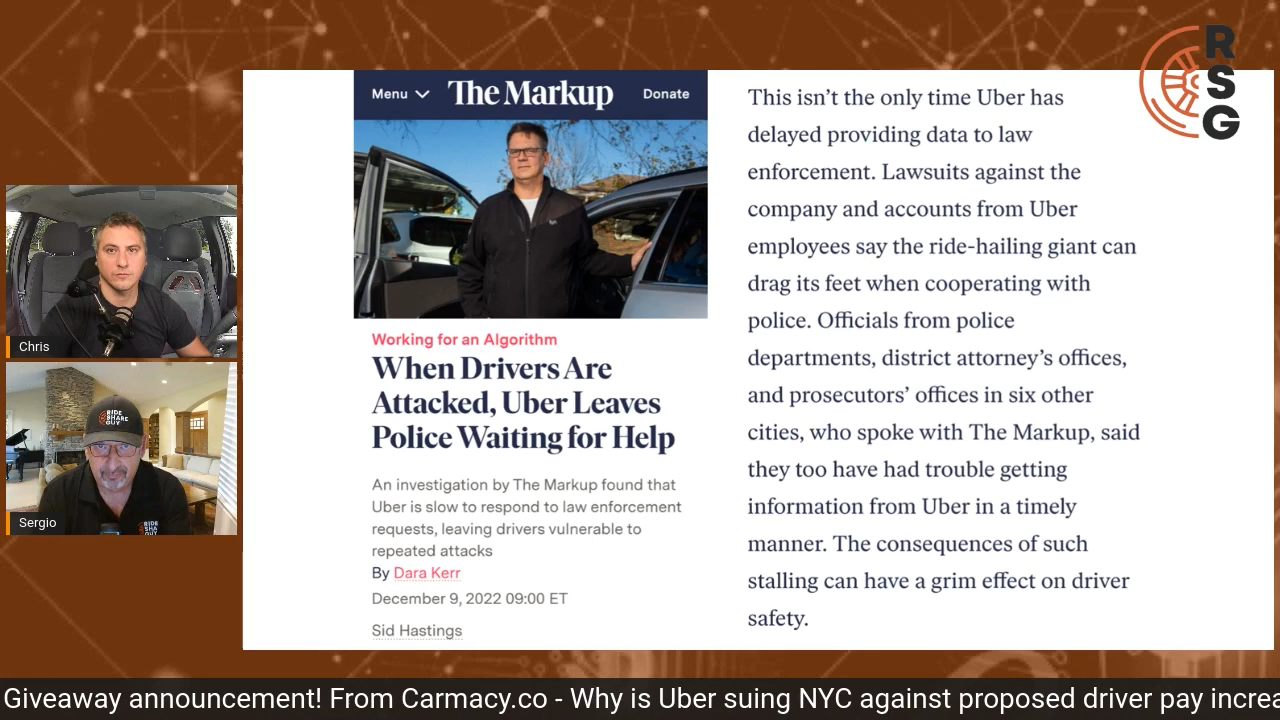 R
S
G
Menu
The Markup
Donate
Working for an Algorithm
When Drivers Are
Attacked, Uber Leaves
Police Waiting for Help
An investigation by The Markup found that
Uber is slow to respond to law enforcement
requests, leaving drivers vulnerable to
repeated attacks
By Dara Kerr
December 9, 2022 09:00 ET
Sid Hastings
This isn’t the only time Uber has
delayed providing data to law
enforcement. Lawsuits against the
company and accounts from Uber
employees say the ride-hailing giant can
drag its feet when cooperating with
police. Officials from police
departments, district attorney’s offices,
and prosecutors’ offices in six other
cities, who spoke with The Markup, said
they too have had trouble getting
information from Uber in a timely
manner. The consequences of such
stalling can have a grim effect on driver
safety.
Chris
RIDE
SHARE
GUY
Sergio
RIDE
SHA
GUY
Giveaway announcement! From Carmacy.co - Why is Uber suing NYC against proposed driver pay increa